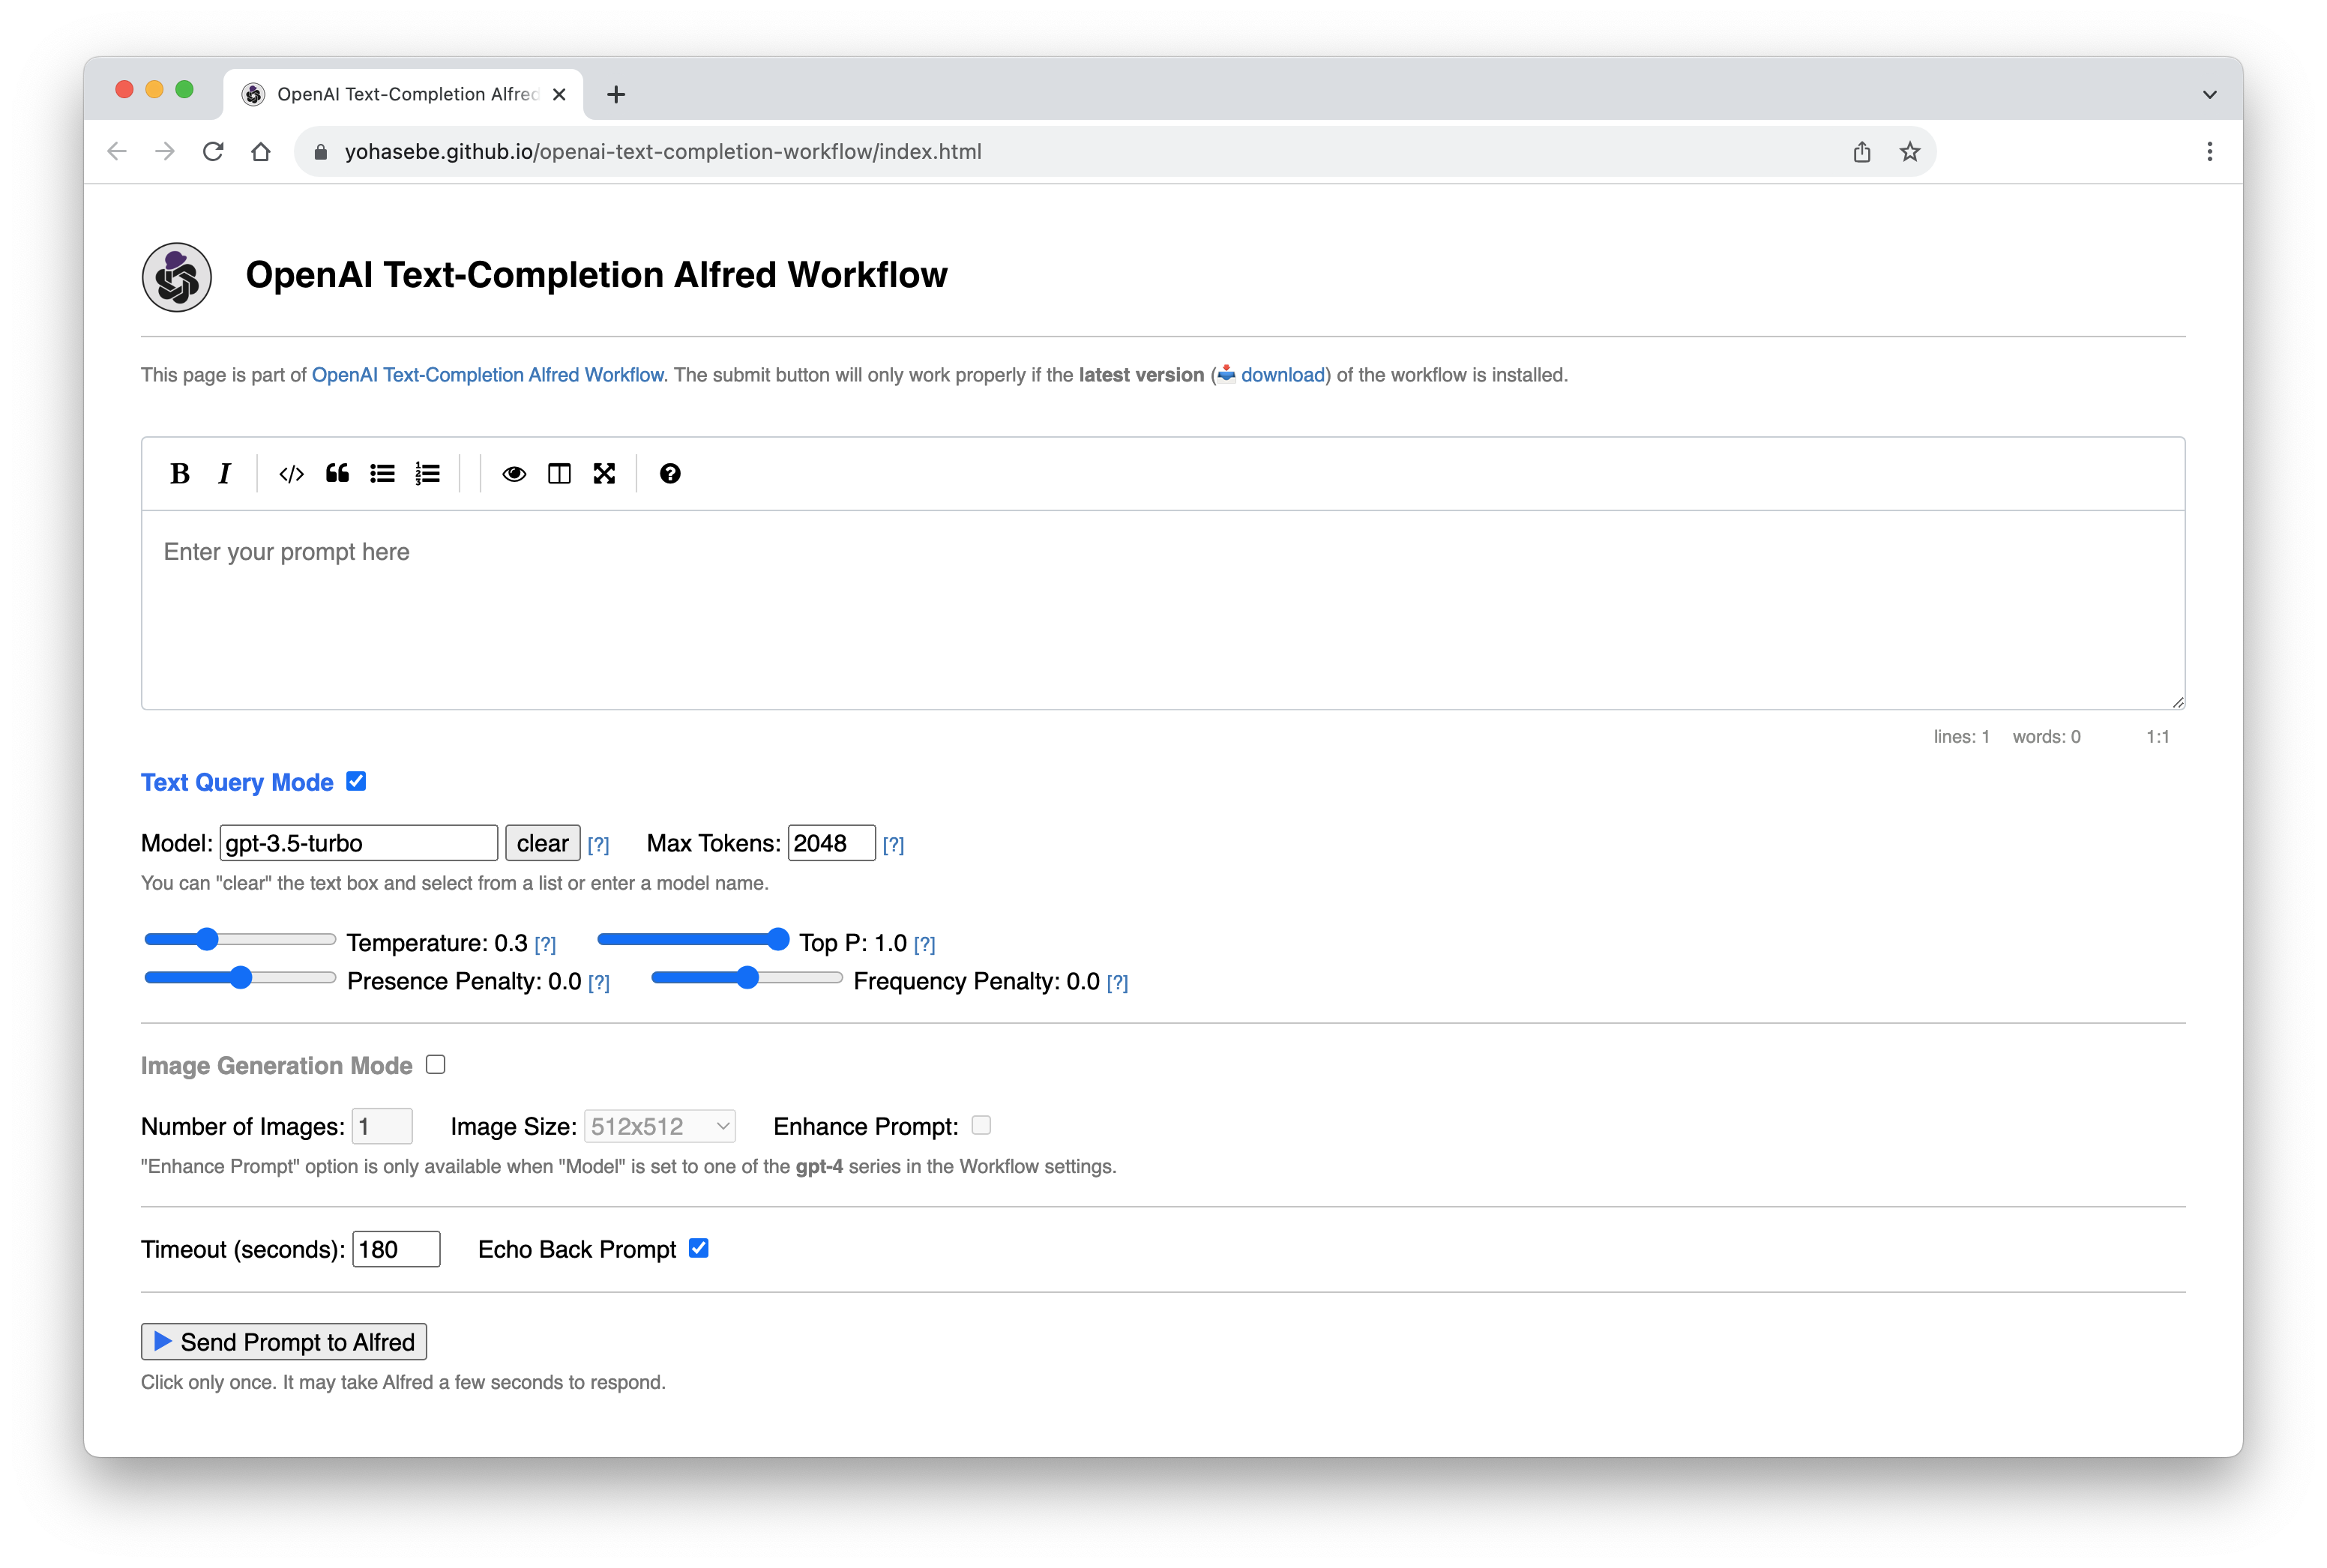 OpenAI Text-Completion Alfred
yohasebe.github.io/openai-text-completion-workflow/index.html
OpenAI Text-Completion Alfred Workflow
This page is part of OpenAI Text-Completion Alfred Workflow. The submit button will only work properly if the latest version (📥 download) of the workflow is installed.
B I
Enter your prompt here
lines: 1 words: 0 1:1
Text Query Mode
Model: gpt-3.5-turbo clear [?] Max Tokens: 2048 [?]
You can "clear" the text box and select from a list or enter a model name.
Temperature: 0.3 [?] Top P: 1.0 [?]
Presence Penalty: 0.0 [?] Frequency Penalty: 0.0 [?]
Image Generation Mode
Number of Images: 1 Image Size: 512x512 Enhance Prompt:
"Enhance Prompt" option is only available when "Model" is set to one of the gpt-4 series in the Workflow settings.
Timeout (seconds): 180 Echo Back Prompt
Send Prompt to Alfred
Click only once. It may take Alfred a few seconds to respond.